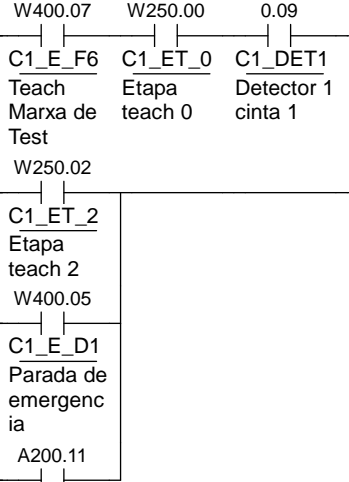 W400.07 W250.00 0.09
C1_E_F6 C1_ET_0 C1_DET1
Teach Etapa Detector 1
Marxa de teach 0 cinta 1
Test
W250.02
C1_ET_2
Etapa
teach 2
W400.05
C1_E_D1
Parada de
emergenc
ia
A200.11